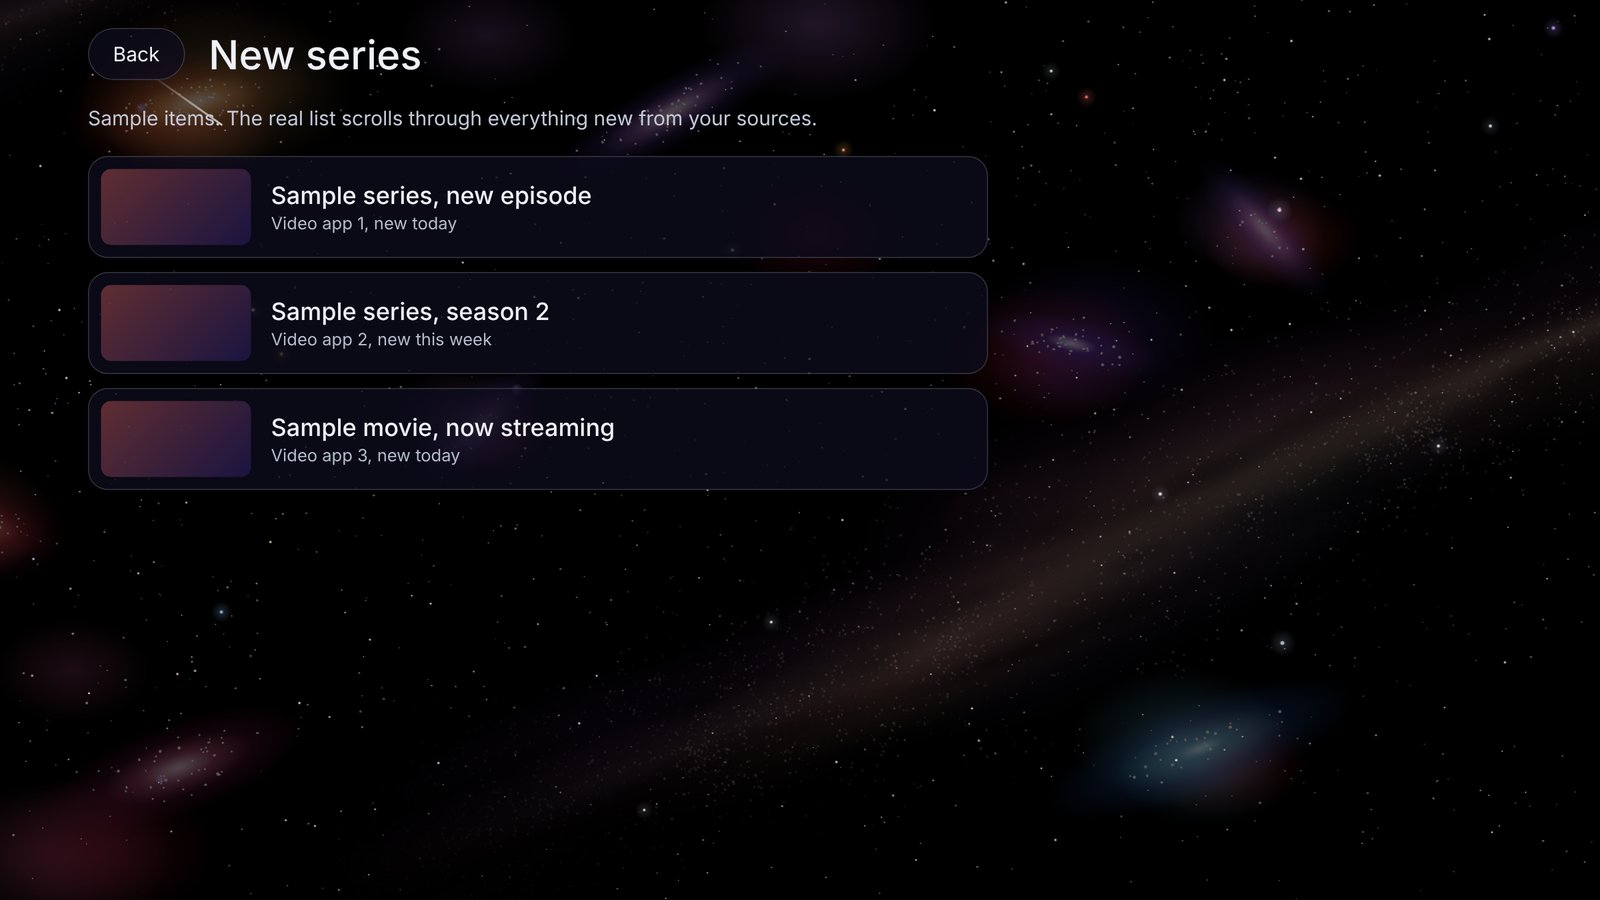 Back
New series
Sample items. The real list scrolls through everything new from your sources.
Sample series, new episode
Video app 1, new today
Sample series, season 2
Video app 2, new this week
Sample movie, now streaming
Video app 3, new today